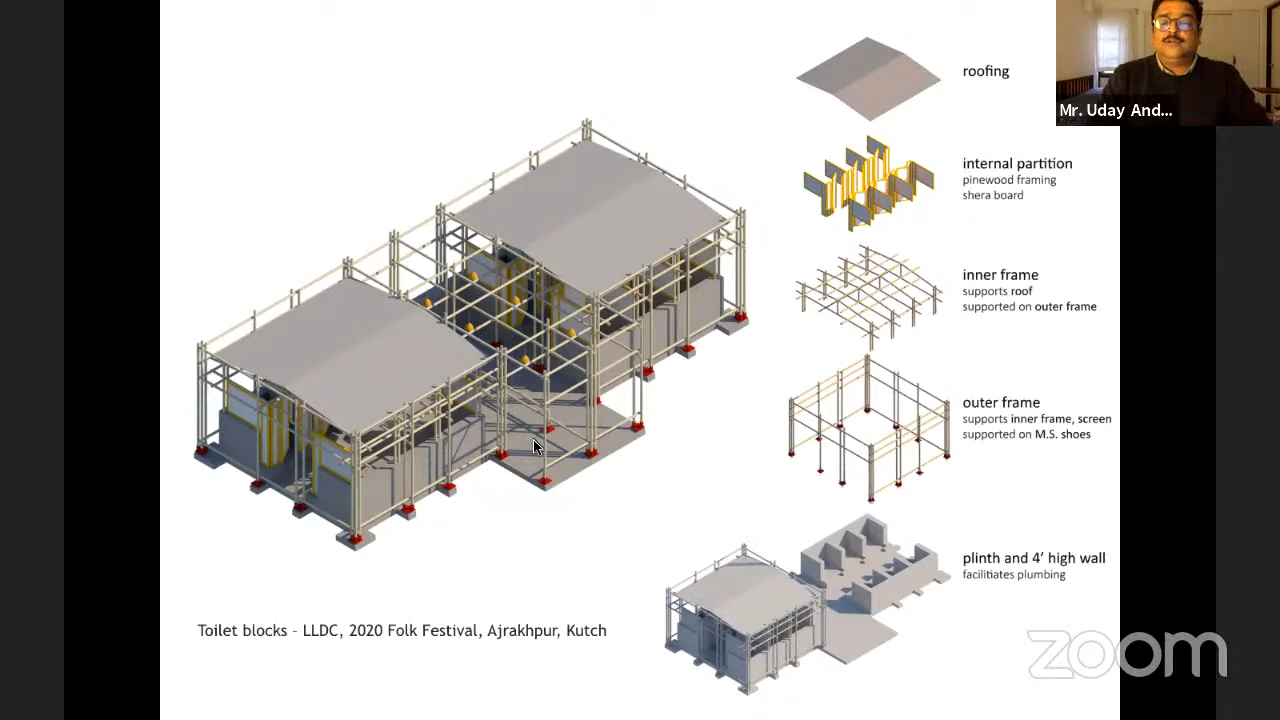 roofing
Mr. Uday And...
internal partition
pinewood framing
shera board
inner frame
supports roof
supported on outer frame
outer frame
supports inner frame, screen
supported on M.S. shoes
plinth and 4' high wall
facilitiates plumbing
Toilet blocks - LLDC, 2020 Folk Festival, Ajrakhpur, Kutch
zoom